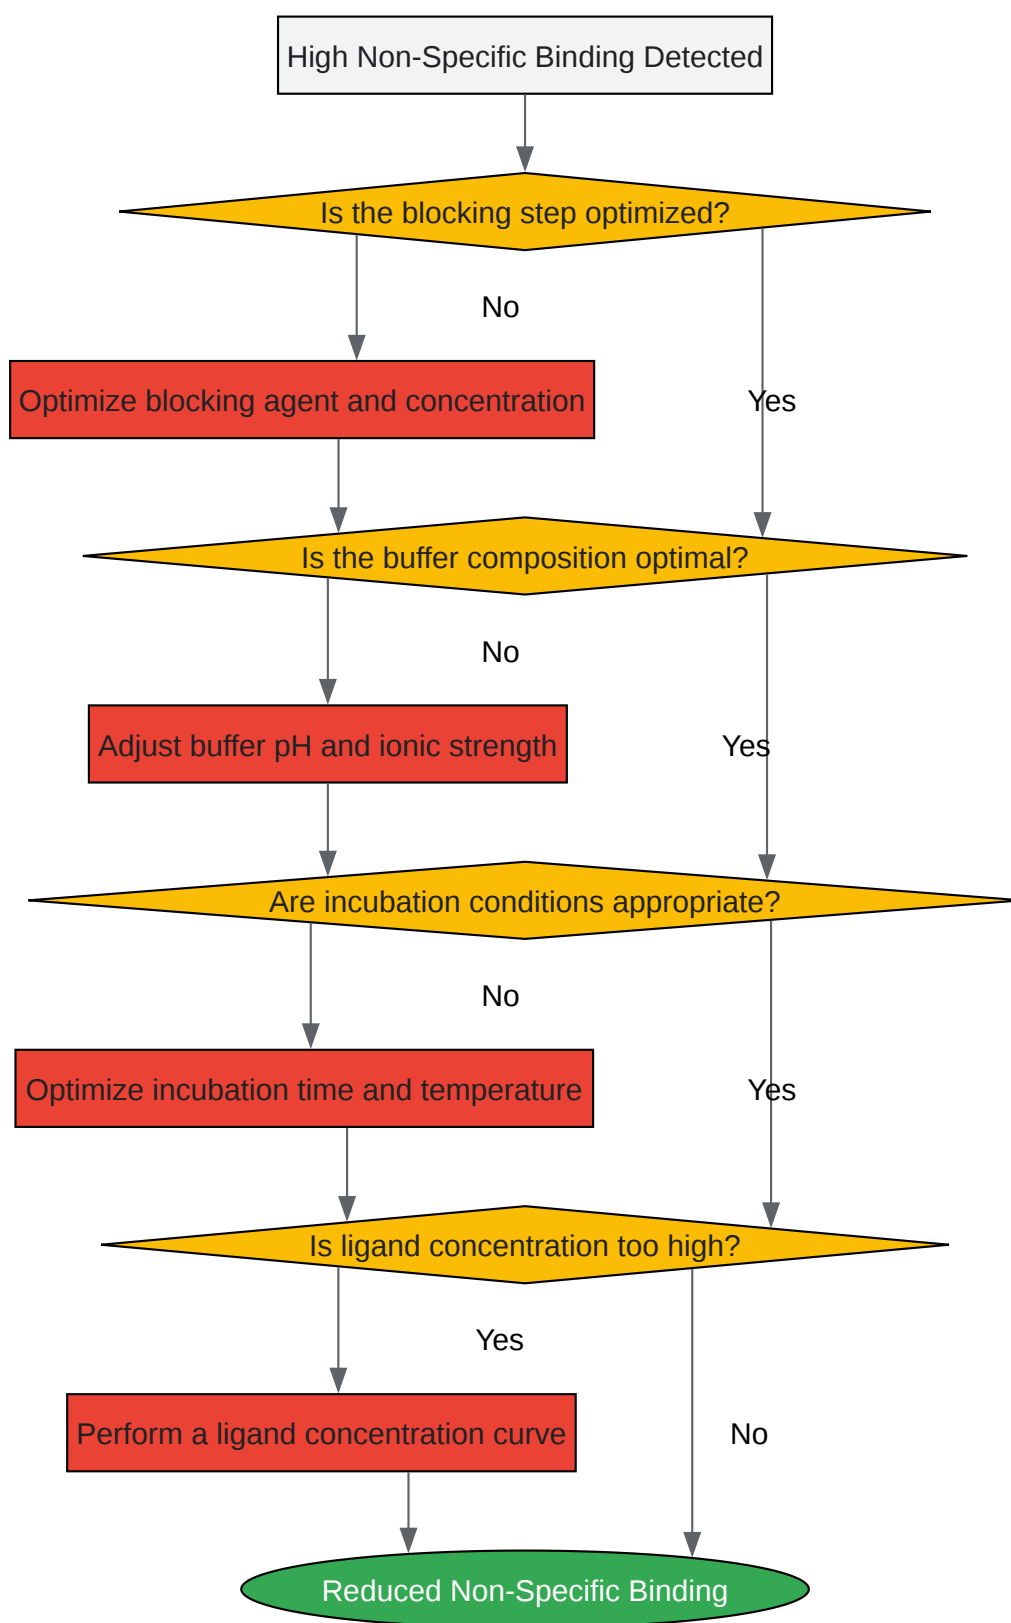 High Non-Specific Binding Detected
Is the blocking step optimized?
No
Optimize blocking agent and concentration
Yes
Is the buffer composition optimal?
No
Adjust buffer pH and ionic strength
Yes
Are incubation conditions appropriate?
No
Optimize incubation time and temperature
Yes
Is ligand concentration too high?
Yes
Perform a ligand concentration curve
No
Reduced Non-Specific Binding